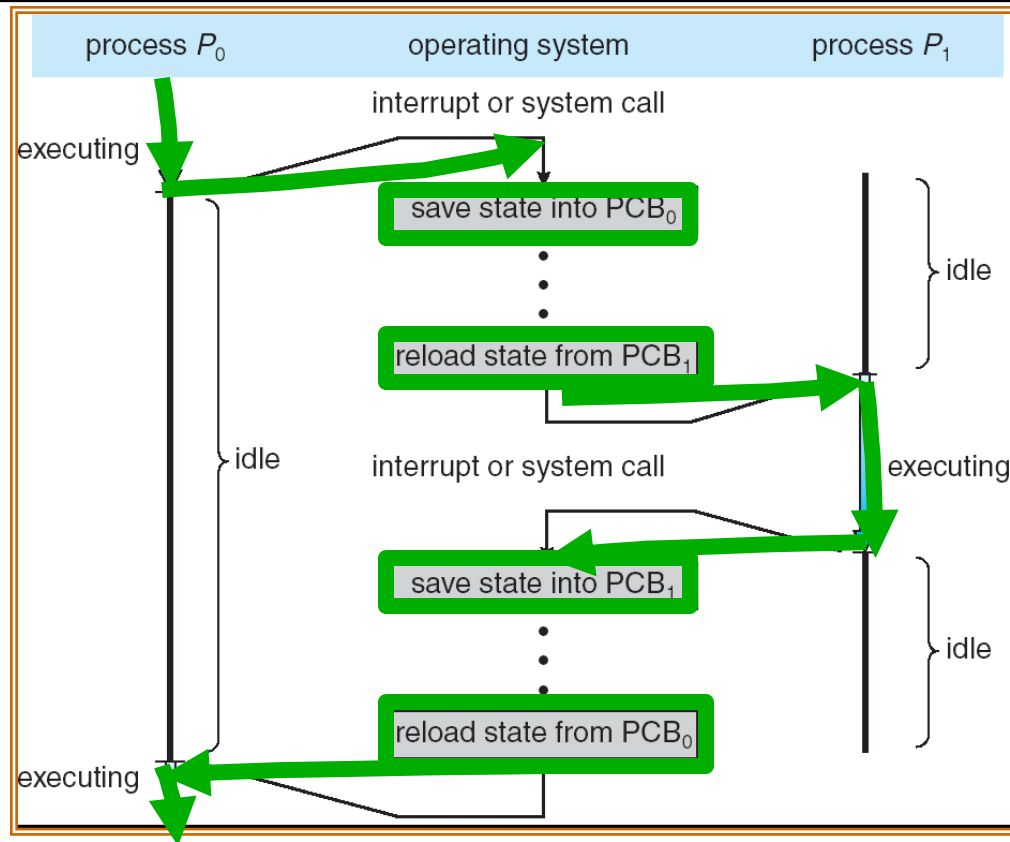 process P₀ operating system process P₁
interrupt or system call
executing
save state into PCB₀
idle
reload state from PCB₁
idle
interrupt or system call
executing
save state into PCB₁
idle
reload state from PCB₀
executing